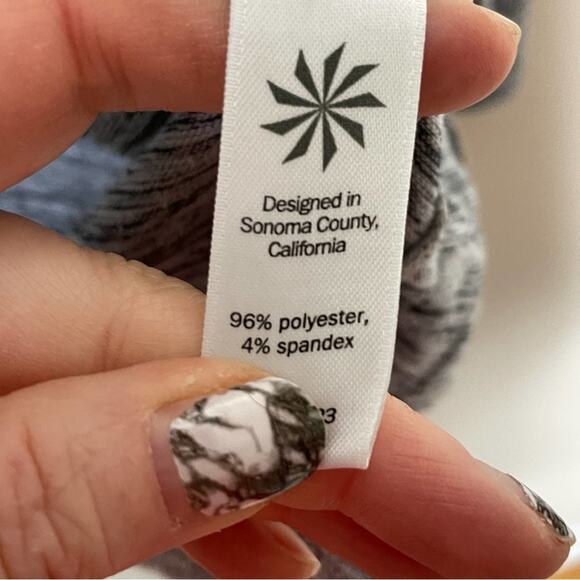 Designed in
Sonoma County,
California
96% polyester,
4% spandex